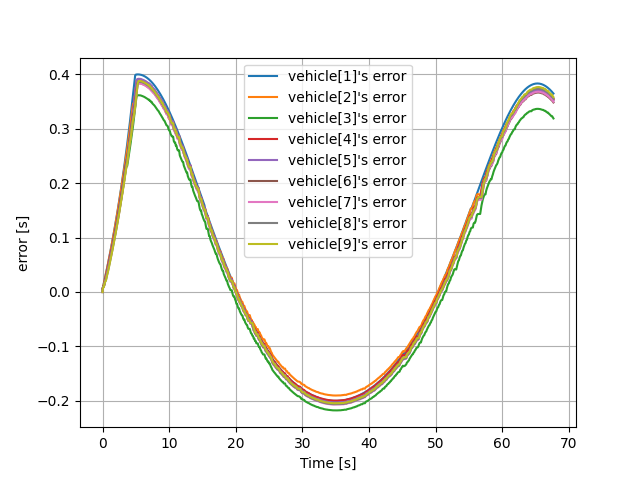 0.4
0.3
0.2
0.1
0.0
−0.1
−0.2
error [s]
vehicle[1]'s error
vehicle[2]'s error
vehicle[3]'s error
vehicle[4]'s error
vehicle[5]'s error
vehicle[6]'s error
vehicle[7]'s error
vehicle[8]'s error
vehicle[9]'s error
0 10 20 30 40 50 60 70
Time [s]